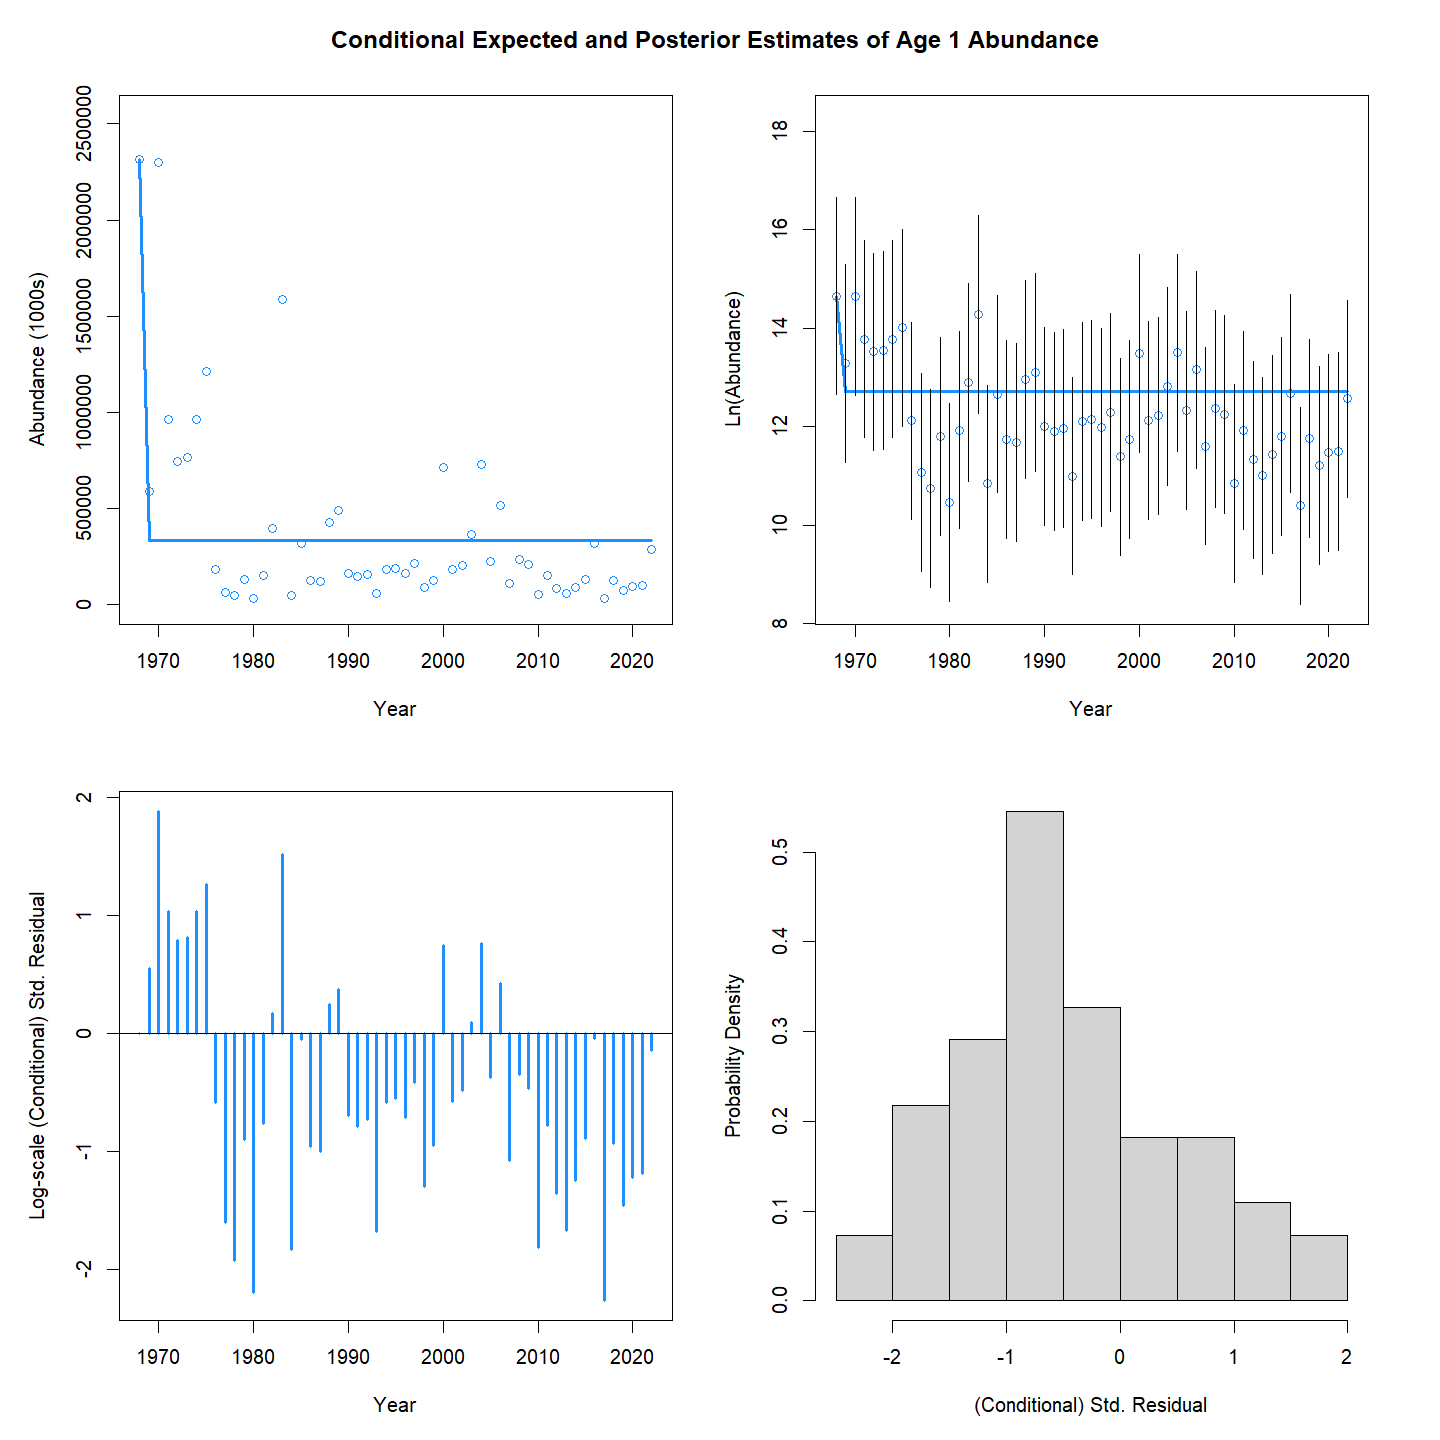 Conditional Expected and Posterior Estimates of Age 1 Abundance
Abundance (1000s)
2500000
2000000
1500000
1000000
500000
0
1970 1980 1990 2000 2010 2020
Year
Ln(Abundance)
18
16
14
12
10
8
1970 1980 1990 2000 2010 2020
Year
Log-scale (Conditional) Std. Residual
2
1
0
-1
-2
1970 1980 1990 2000 2010 2020
Year
Probability Density
0.5
0.4
0.3
0.2
0.1
0.0
-2 -1 0 1 2
(Conditional) Std. Residual